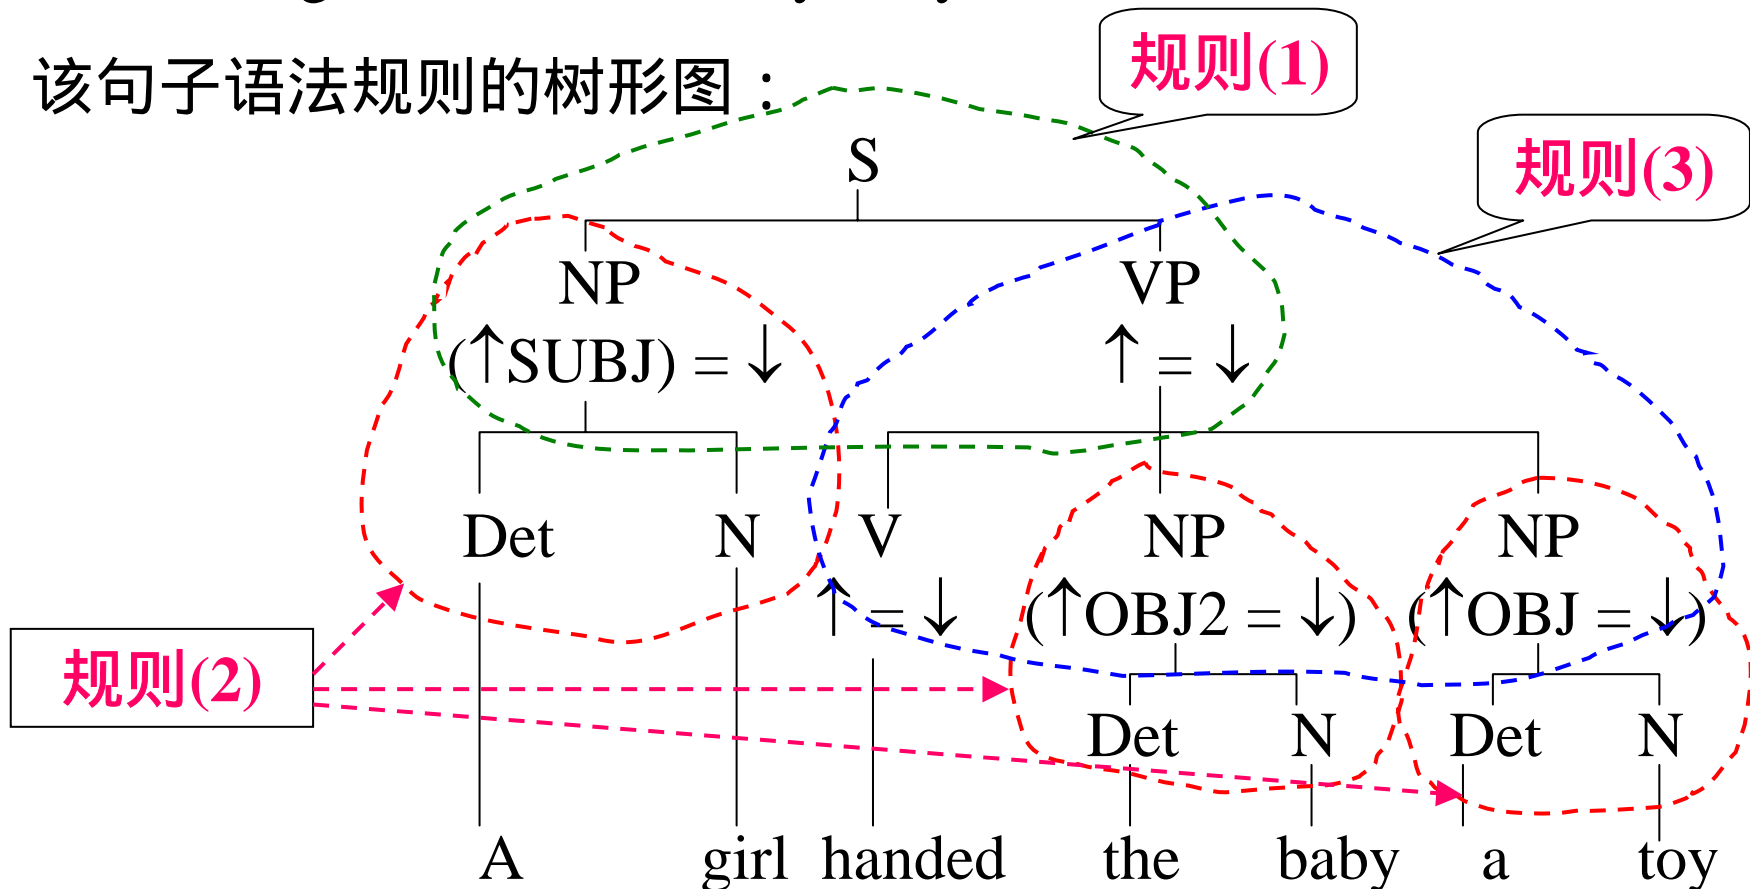 该句子语法规则的树形图：
规则(1)
规则(3)
S
NP VP
(↑SUBJ) = ↓ ↑ = ↓
Det N V NP NP
↑ = ↓ (↑OBJ2 = ↓) (↑OBJ = ↓)
规则(2)
Det N Det N
A girl handed the baby a toy